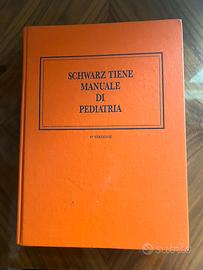 SCHWARZ TIENE
MANUALE
DI
PEDIATRIA
subito